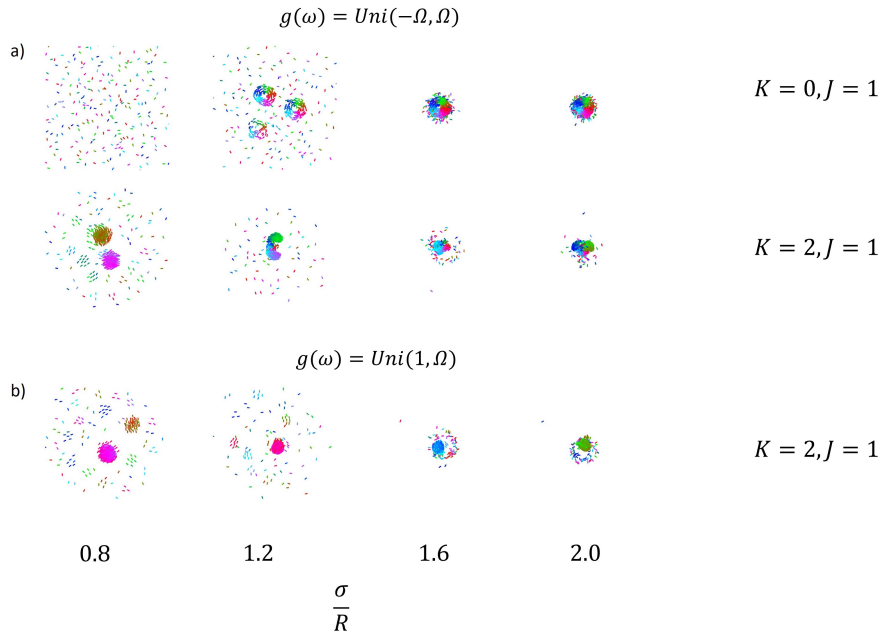 g(ω) = Uni(−Ω, Ω)
a)
K = 0, J = 1
K = 2, J = 1
g(ω) = Uni(1, Ω)
b)
K = 2, J = 1
0.8 1.2 1.6 2.0
σ
R